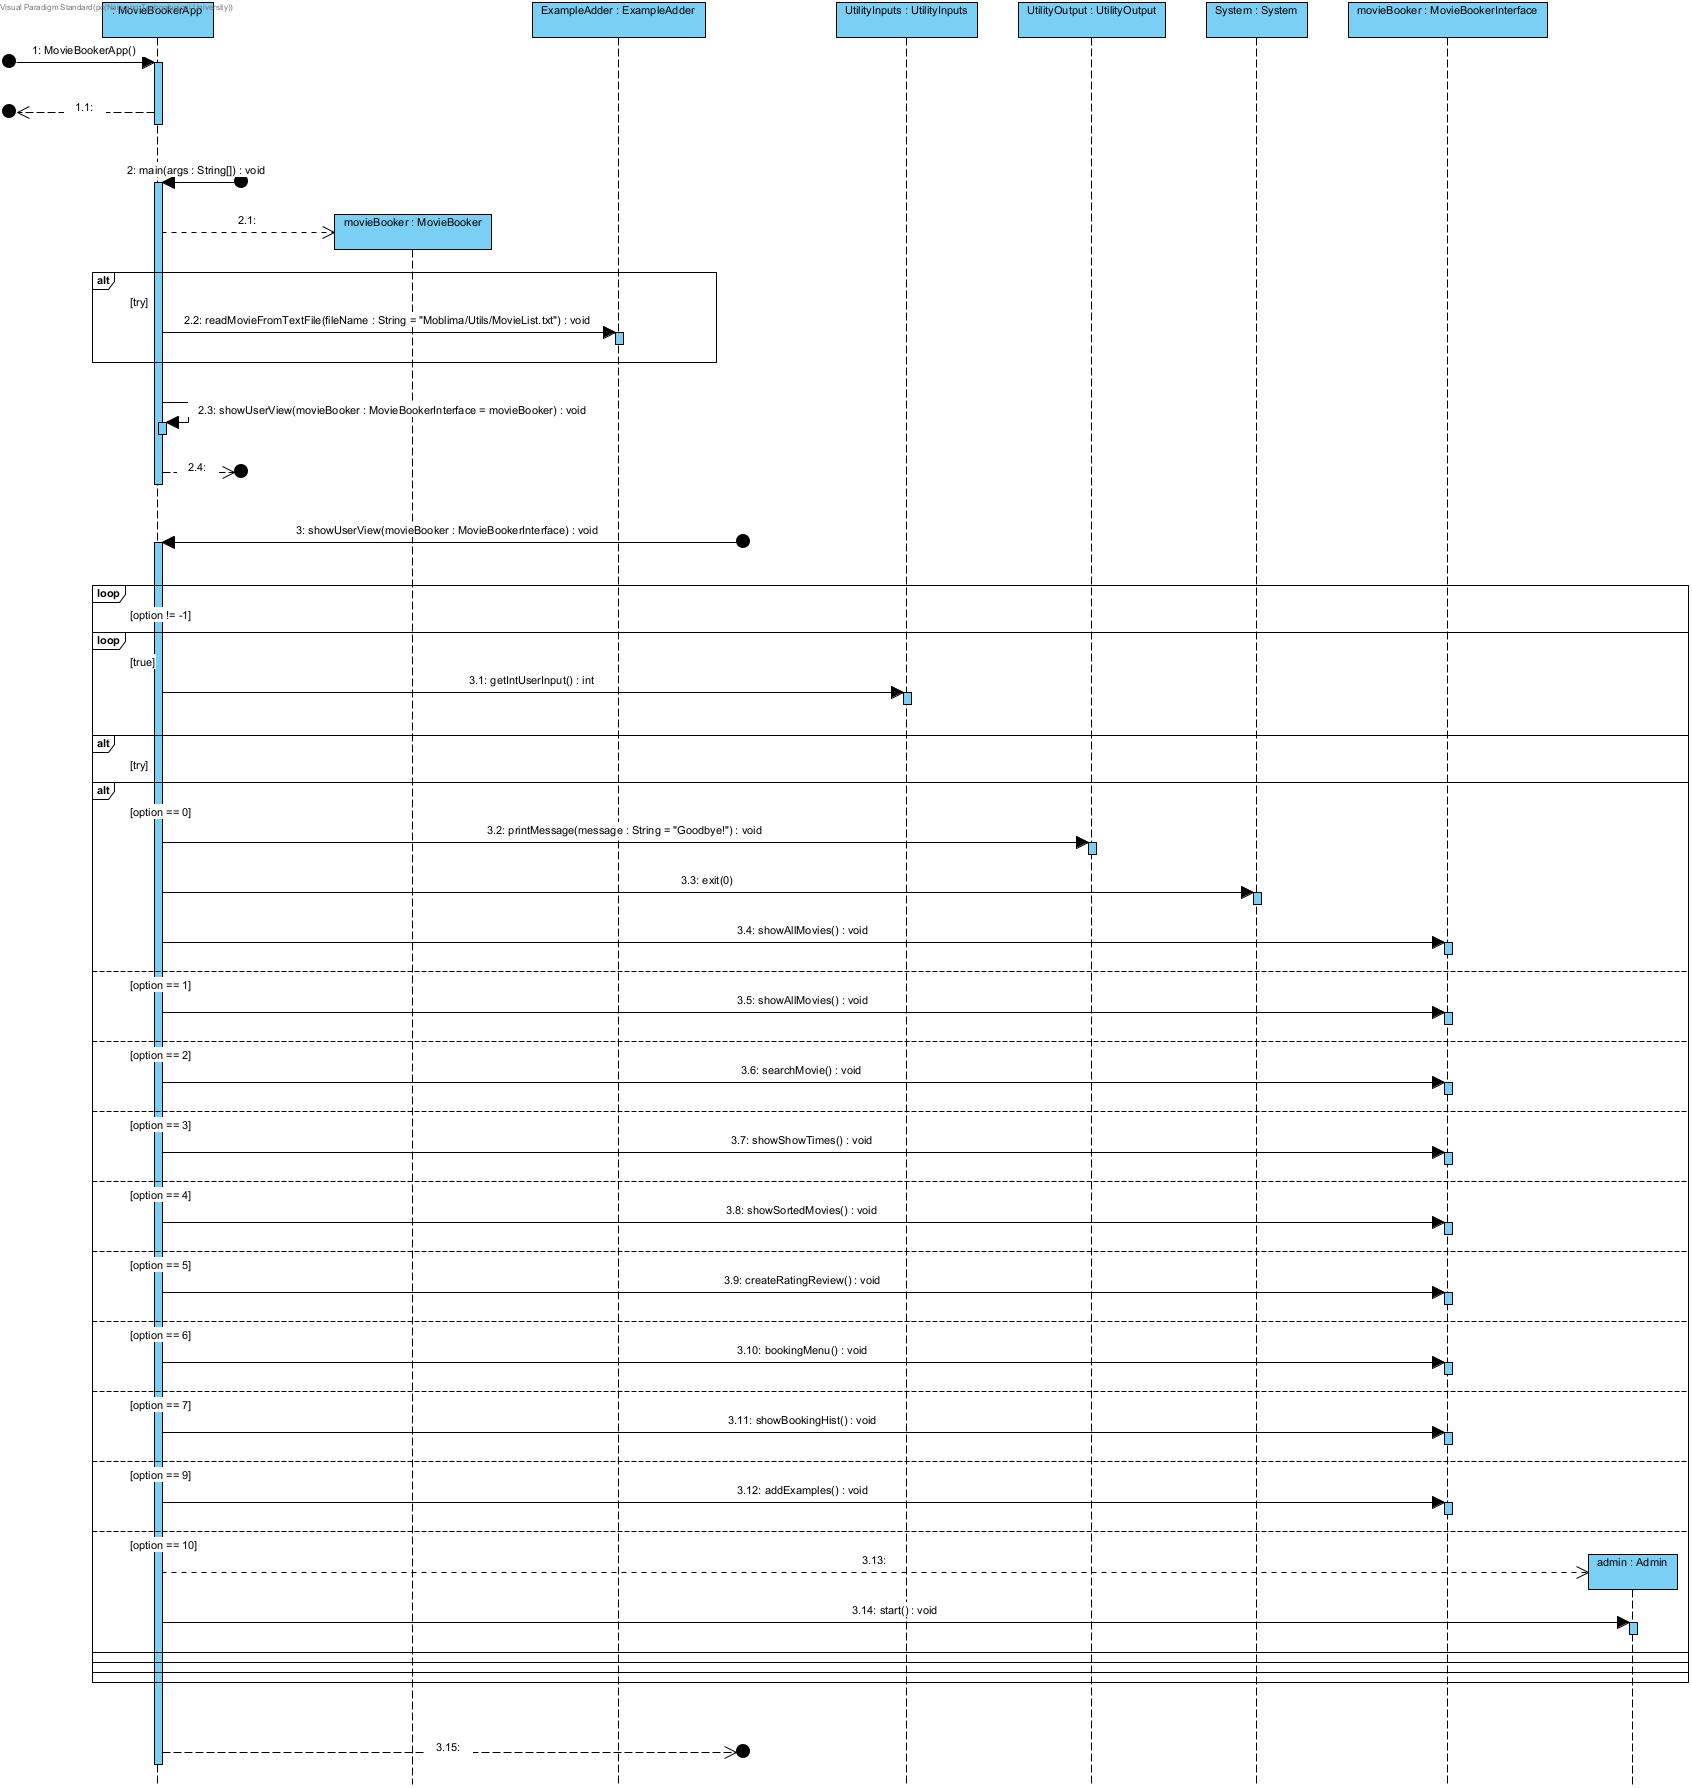 Visual Paradigm Standard
: MovieBookerApp
ExampleAdder : ExampleAdder
UtilityInputs : UtilityInputs
UtilityOutput : UtilityOutput
System : System
movieBooker : MovieBookerInterface
1: MovieBookerApp()
1.1:
2: main(args : String[]) : void
2.1:
movieBooker : MovieBooker
alt
[try]
2.2: readMovieFromTextFile(fileName : String = "Moblima/Utils/MovieList.txt") : void
2.3: showUserView(movieBooker : MovieBookerInterface = movieBooker) : void
2.4:
3: showUserView(movieBooker : MovieBookerInterface) : void
loop
[option != -1]
loop
[true]
3.1: getIntUserInput() : int
alt
[try]
alt
[option == 0]
3.2: printMessage(message : String = "Goodbye!") : void
3.3: exit(0)
3.4: showAllMovies() : void
[option == 1]
3.5: showAllMovies() : void
[option == 2]
3.6: searchMovie() : void
[option == 3]
3.7: showShowTimes() : void
[option == 4]
3.8: showSortedMovies() : void
[option == 5]
3.9: createRatingReview() : void
[option == 6]
3.10: bookingMenu() : void
[option == 7]
3.11: showBookingHist() : void
[option == 9]
3.12: addExamples() : void
[option == 10]
3.13:
admin : Admin
3.14: start() : void
3.15: